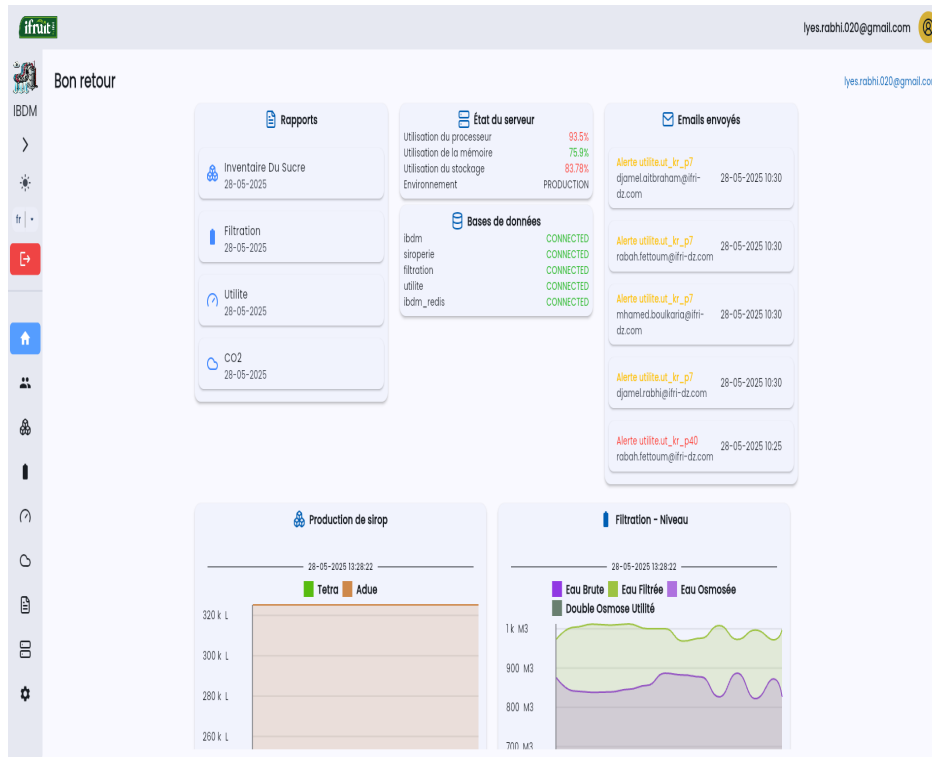 ifruit
lyes.rabhi.020@gmail.com
IBDM
fr
Bon retour
lyes.rabhi.020@gmail.co
Rapports
Inventaire Du Sucre
28-05-2025
Filtration
28-05-2025
Utilite
28-05-2025
CO2
28-05-2025
État du serveur
Utilisation du processeur 93.5%
Utilisation de la mémoire 75.9%
Utilisation du stockage 83.78%
Environnement PRODUCTION
Bases de données
ibdm CONNECTED
siroperie CONNECTED
filtration CONNECTED
utilite CONNECTED
ibdm_redis CONNECTED
Emails envoyés
Alerte utilite.ut_kr_p7
djamel.aitbraham@ifri-
dz.com
28-05-2025 10:30
Alerte utilite.ut_kr_p7
rabah.fettoum@ifri-dz.com
28-05-2025 10:30
Alerte utilite.ut_kr_p7
mhamed.boulkaria@ifri-
dz.com
28-05-2025 10:30
Alerte utilite.ut_kr_p7
djamel.rabhi@ifri-dz.com
28-05-2025 10:30
Alerte utilite.ut_kr_p40
rabah.fettoum@ifri-dz.com
28-05-2025 10:25
Production de sirop
28-05-2025 13:28:22
Tetra Adue
320 k L
300 k L
280 k L
260 k L
Filtration - Niveau
28-05-2025 13:28:22
Eau Brute Eau Filtrée Eau Osmosée
Double Osmose Utilité
1 k M3
900 M3
800 M3
700 M3